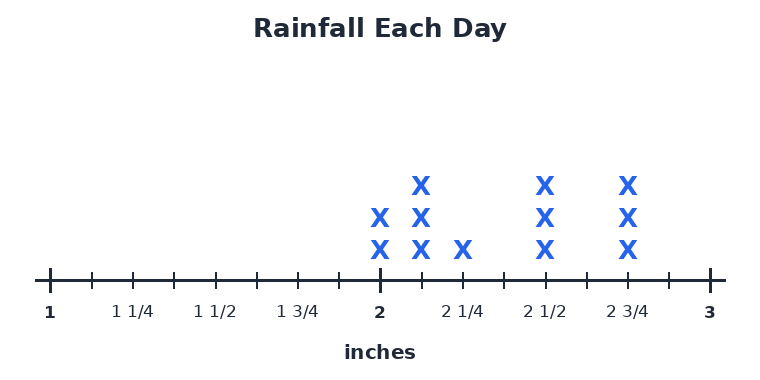 Rainfall Each Day
X X X
X X X X
X X X X X
1 1 1/4 1 1/2 1 3/4 2 2 1/4 2 1/2 2 3/4 3
inches